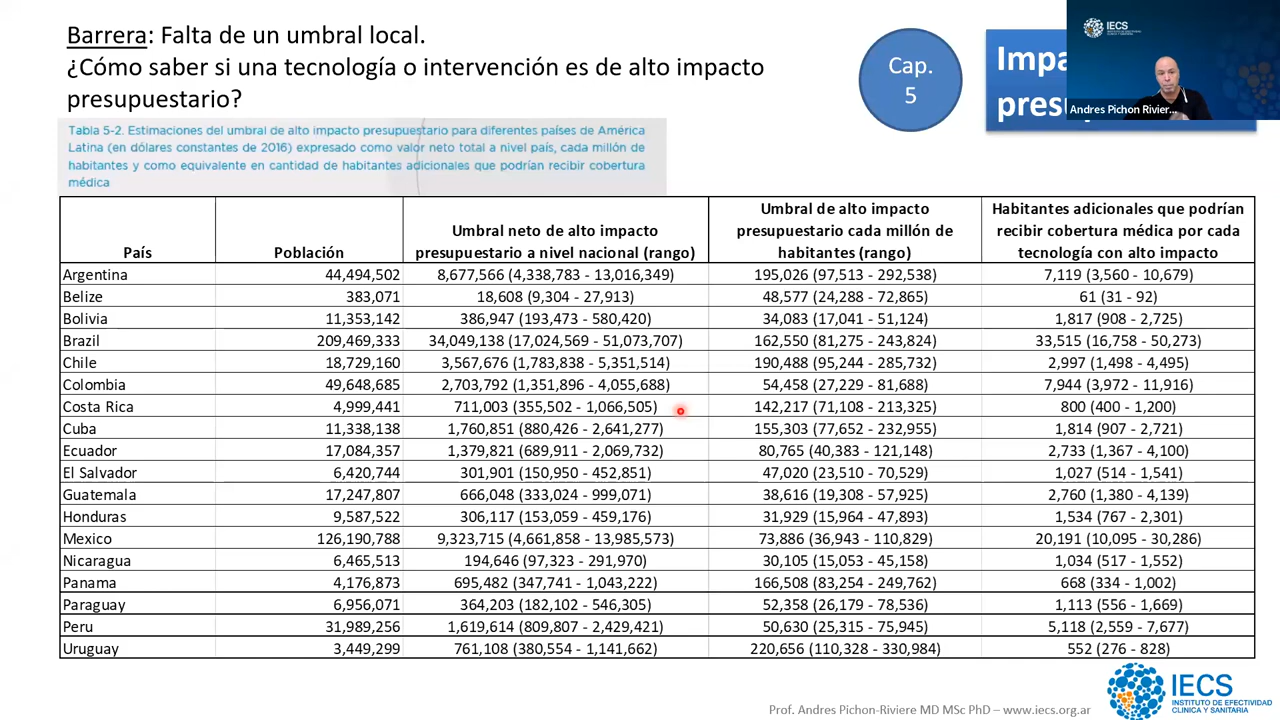 Barrera: Falta de un umbral local.
¿Cómo saber si una tecnología o intervención es de alto impacto
presupuestario?
Cap.
5
IECS
INSTITUTO DE EFECTIVIDAD
CLINICA Y SANITARIA
Andres Pichon Rivier...
Tabla 5-2. Estimaciones del umbral de alto impacto presupuestario para diferentes países de América
Latina (en dólares constantes de 2016) expresado como valor neto total a nivel país, cada millón de
habitantes y como equivalente en cantidad de habitantes adicionales que podrían recibir cobertura
médica
País Población Umbral neto de alto impacto presupuestario a nivel nacional (rango) Umbral de alto impacto presupuestario cada millón de habitantes (rango) Habitantes adicionales que podrían recibir cobertura médica por cada tecnología con alto impacto
Argentina 44,494,502 8,677,566 (4,338,783 - 13,016,349) 195,026 (97,513 - 292,538) 7,119 (3,560 - 10,679)
Belize 383,071 18,608 (9,304 - 27,913) 48,577 (24,288 - 72,865) 61 (31 - 92)
Bolivia 11,353,142 386,947 (193,473 - 580,420) 34,083 (17,041 - 51,124) 1,817 (908 - 2,725)
Brazil 209,469,333 34,049,138 (17,024,569 - 51,073,707) 162,550 (81,275 - 243,824) 33,515 (16,758 - 50,273)
Chile 18,729,160 3,567,676 (1,783,838 - 5,351,514) 190,488 (95,244 - 285,732) 2,997 (1,498 - 4,495)
Colombia 49,648,685 2,703,792 (1,351,896 - 4,055,688) 54,458 (27,229 - 81,688) 7,944 (3,972 - 11,916)
Costa Rica 4,999,441 711,003 (355,502 - 1,066,505) 142,217 (71,108 - 213,325) 800 (400 - 1,200)
Cuba 11,338,138 1,760,851 (880,426 - 2,641,277) 155,303 (77,652 - 232,955) 1,814 (907 - 2,721)
Ecuador 17,084,357 1,379,821 (689,911 - 2,069,732) 80,765 (40,383 - 121,148) 2,733 (1,367 - 4,100)
El Salvador 6,420,744 301,901 (150,950 - 452,851) 47,020 (23,510 - 70,529) 1,027 (514 - 1,541)
Guatemala 17,247,807 666,048 (333,024 - 999,071) 38,616 (19,308 - 57,925) 2,760 (1,380 - 4,139)
Honduras 9,587,522 306,117 (153,059 - 459,176) 31,929 (15,964 - 47,893) 1,534 (767 - 2,301)
Mexico 126,190,788 9,323,715 (4,661,858 - 13,985,573) 73,886 (36,943 - 110,829) 20,191 (10,095 - 30,286)
Nicaragua 6,465,513 194,646 (97,323 - 291,970) 30,105 (15,053 - 45,158) 1,034 (517 - 1,552)
Panama 4,176,873 695,482 (347,741 - 1,043,222) 166,508 (83,254 - 249,762) 668 (334 - 1,002)
Paraguay 6,956,071 364,203 (182,102 - 546,305) 52,358 (26,179 - 78,536) 1,113 (556 - 1,669)
Peru 31,989,256 1,619,614 (809,807 - 2,429,421) 50,630 (25,315 - 75,945) 5,118 (2,559 - 7,677)
Uruguay 3,449,299 761,108 (380,554 - 1,141,662) 220,656 (110,328 - 330,984) 552 (276 - 828)
Prof. Andres Pichon-Riviere MD MSc PhD – www.iecs.org.ar
IECS
INSTITUTO DE EFECTIVIDAD
CLINICA Y SANITARIA